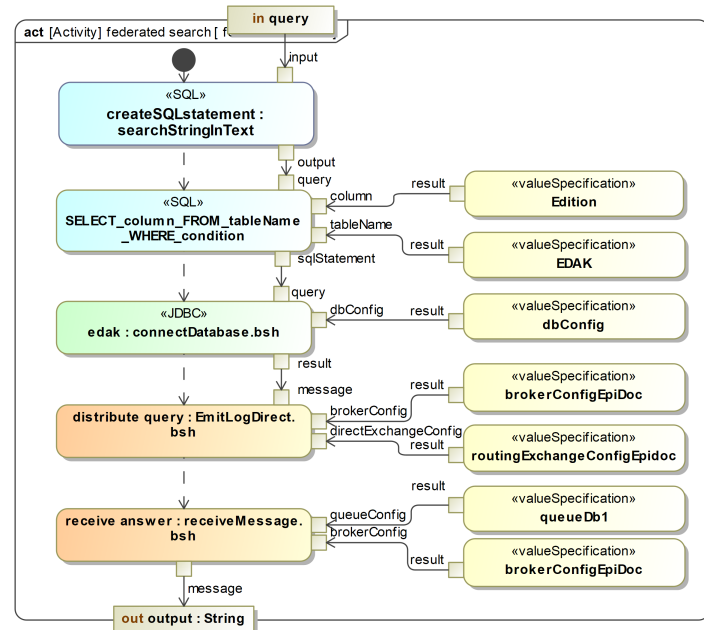 in query
act [Activity] federated search [
input
«SQL»
createSQLstatement :
searchStringInText
output
query
«SQL»
SELECT_column_FROM_tableName
_WHERE_condition
column
result
«valueSpecification»
Edition
tableName
result
«valueSpecification»
EDAK
sqlStatement
query
«JDBC»
edak : connectDatabase.bsh
dbConfig
result
«valueSpecification»
dbConfig
result
message
distribute query : EmitLogDirect.
bsh
brokerConfig
result
«valueSpecification»
brokerConfigEpiDoc
directExchangeConfig
result
«valueSpecification»
routingExchangeConfigEpidoc
receive answer : receiveMessage.
bsh
queueConfig
result
«valueSpecification»
queueDb1
brokerConfig
result
«valueSpecification»
brokerConfigEpiDoc
message
out output : String